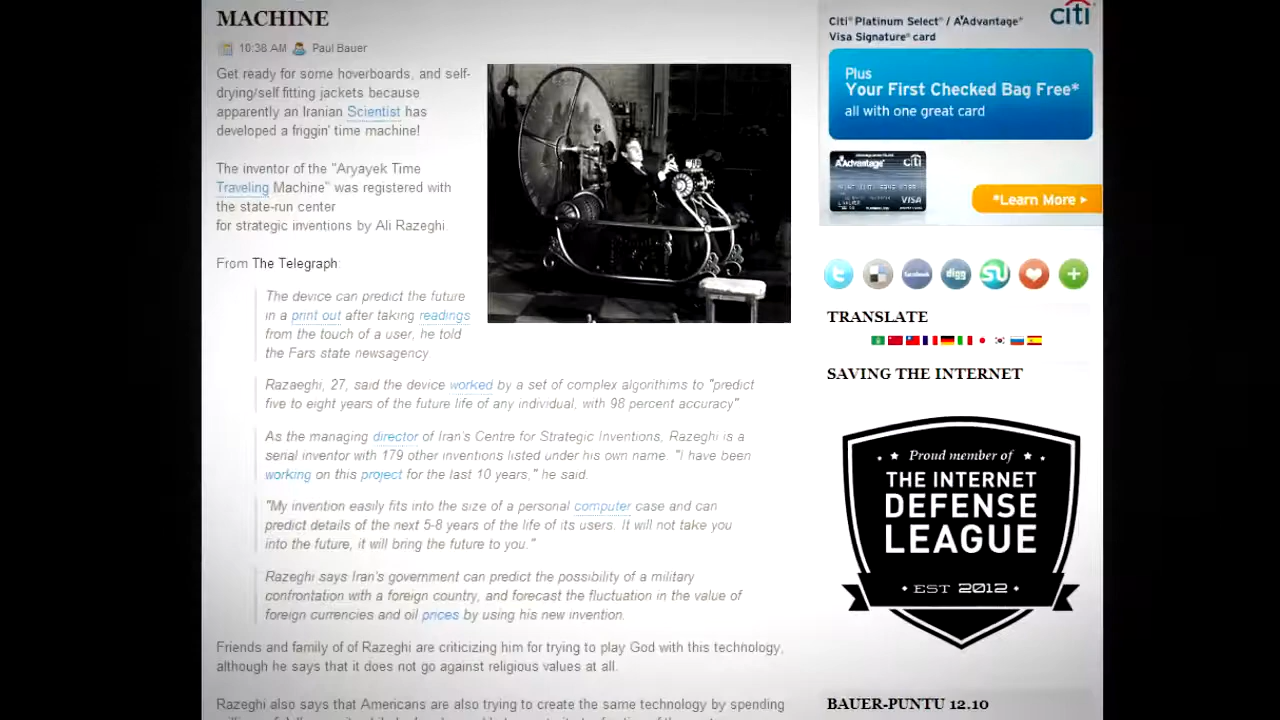 MACHINE
10:38 AM Paul Bauer
Get ready for some hoverboards, and self-
drying/self fitting jackets because
apparently an Iranian Scientist has
developed a friggin' time machine!
The inventor of the "Aryayek Time
Traveling Machine" was registered with
the state-run center
for strategic inventions by Ali Razeghi.
From The Telegraph:
The device can predict the future
in a print out after taking readings
from the touch of a user, he told
the Fars state newsagency.
Razaeghi, 27, said the device worked by a set of complex algorithms to "predict
five to eight years of the future life of any individual, with 98 percent accuracy"
As the managing director of Iran's Centre for Strategic Inventions, Razeghi is a
serial inventor with 179 other inventions listed under his own name. "I have been
working on this project for the last 10 years," he said.
"My invention easily fits into the size of a personal computer case and can
predict details of the next 5-8 years of the life of its users. It will not take you
into the future, it will bring the future to you."
Razeghi says Iran's government can predict the possibility of a military
confrontation with a foreign country, and forecast the fluctuation in the value of
foreign currencies and oil prices by using his new invention.
Friends and family of of Razeghi are criticizing him for trying to play God with this technology,
although he says that it does not go against religious values at all.
Razeghi also says that Americans are also trying to create the same technology by spending
citi
Citi® Platinum Select® / AAdvantage®
Visa Signature® card
Plus
Your First Checked Bag Free*
all with one great card
AAdvantage citi
VISA
*Learn More
facebook
digg
TRANSLATE
SAVING THE INTERNET
Proud member of
THE INTERNET
DEFENSE
LEAGUE
EST 2012
BAUER-PUNTU 12.10